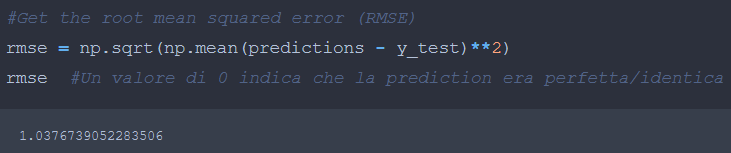 #Get the root mean squared error (RMSE)
rmse = np.sqrt(np.mean(predictions - y_test)**2)
rmse  #Un valore di 0 indica che la prediction era perfetta/identica
1.0376739052283506